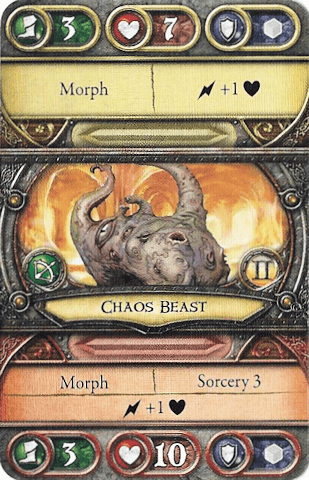 3 7
Morph +1
II
CHAOS BEAST
Morph Sorcery 3
+1
3 10